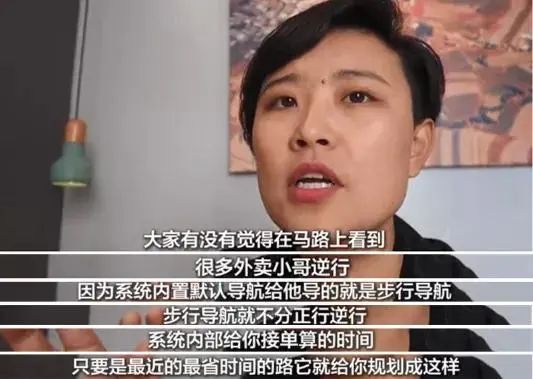 大家有没有觉得在马路上看到
很多外卖小哥逆行
因为系统内置默认导航给他导的就是步行导航
步行导航就不分正行逆行
系统内部给你接单算的时间
只要是最近的最省时间的路它就给你规划成这样